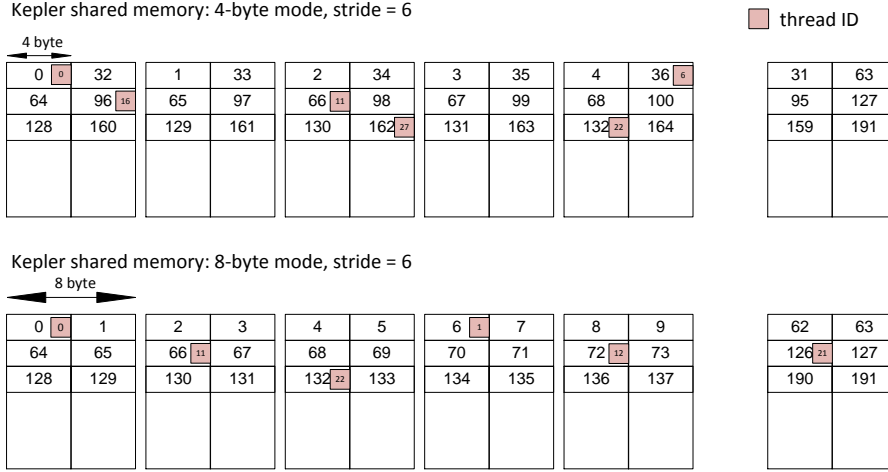 Kepler shared memory: 4-byte mode, stride = 6
thread ID
4 byte
0 0 32 1 33 2 34 3 35 4 36 6 31 63
64 96 16 65 97 66 11 98 67 99 68 100 95 127
128 160 129 161 130 162 27 131 163 132 22 164 159 191
Kepler shared memory: 8-byte mode, stride = 6
8 byte
0 0 1 2 3 4 5 6 1 7 8 9 62 63
64 65 66 11 67 68 69 70 71 72 12 73 126 21 127
128 129 130 131 132 22 133 134 135 136 137 190 191